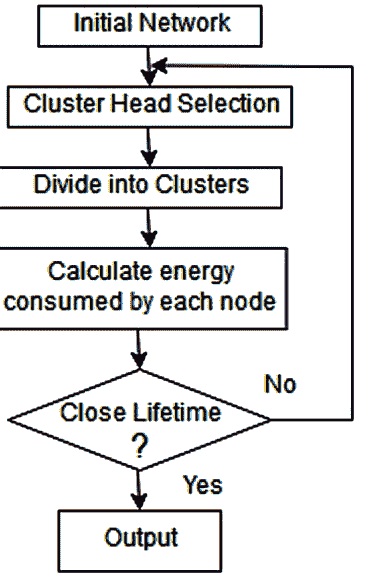 Initial Network
Cluster Head Selection
Divide into Clusters
Calculate energy
consumed by each node
Close Lifetime
?
No
Yes
Output